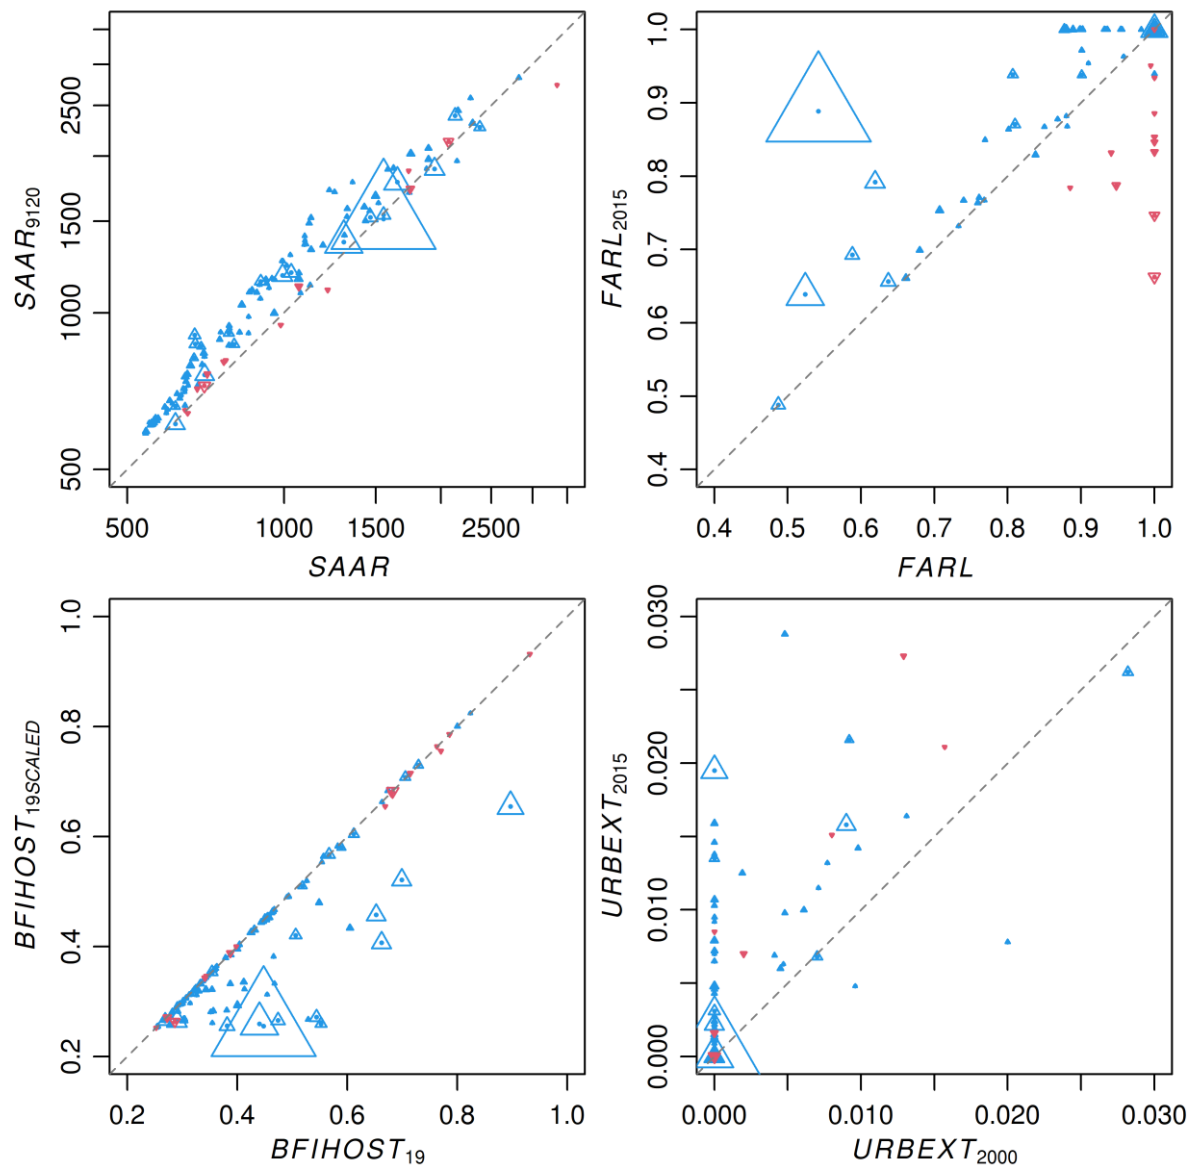 SAAR9120
500 1000 1500 2500
500 1000 1500 2500
SAAR
FARL2015
0.4 0.5 0.6 0.7 0.8 0.9 1.0
0.4 0.5 0.6 0.7 0.8 0.9 1.0
FARL
BFIHOST19SCALED
0.2 0.4 0.6 0.8 1.0
0.2 0.4 0.6 0.8 1.0
BFIHOST19
URBEXT2015
0.000 0.010 0.020 0.030
0.000 0.010 0.020 0.030
URBEXT2000